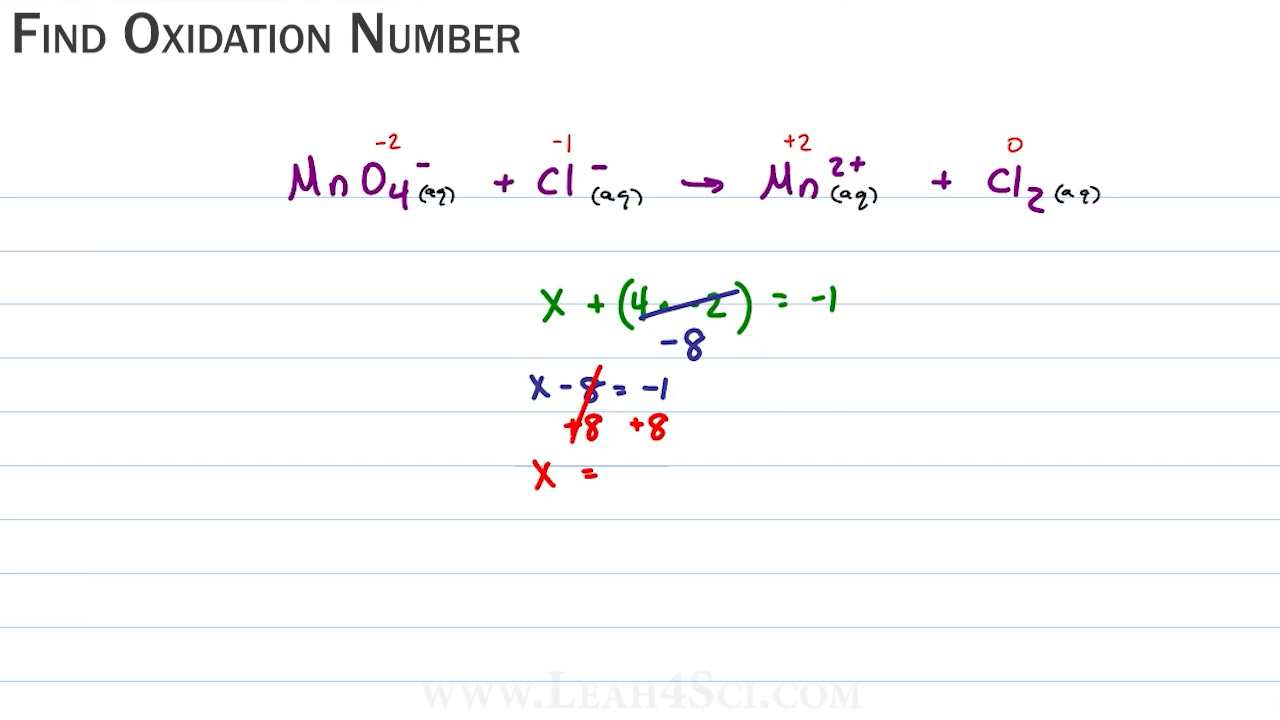 FIND OXIDATION NUMBER
-2 -1 +2 0
MnO4-(aq) + Cl-(aq) → Mn2+(aq) + Cl2(aq)
x + (4 · -2) = -1
-8
x - 8 = -1
+8 +8
x =
www.Leah4Sci.com